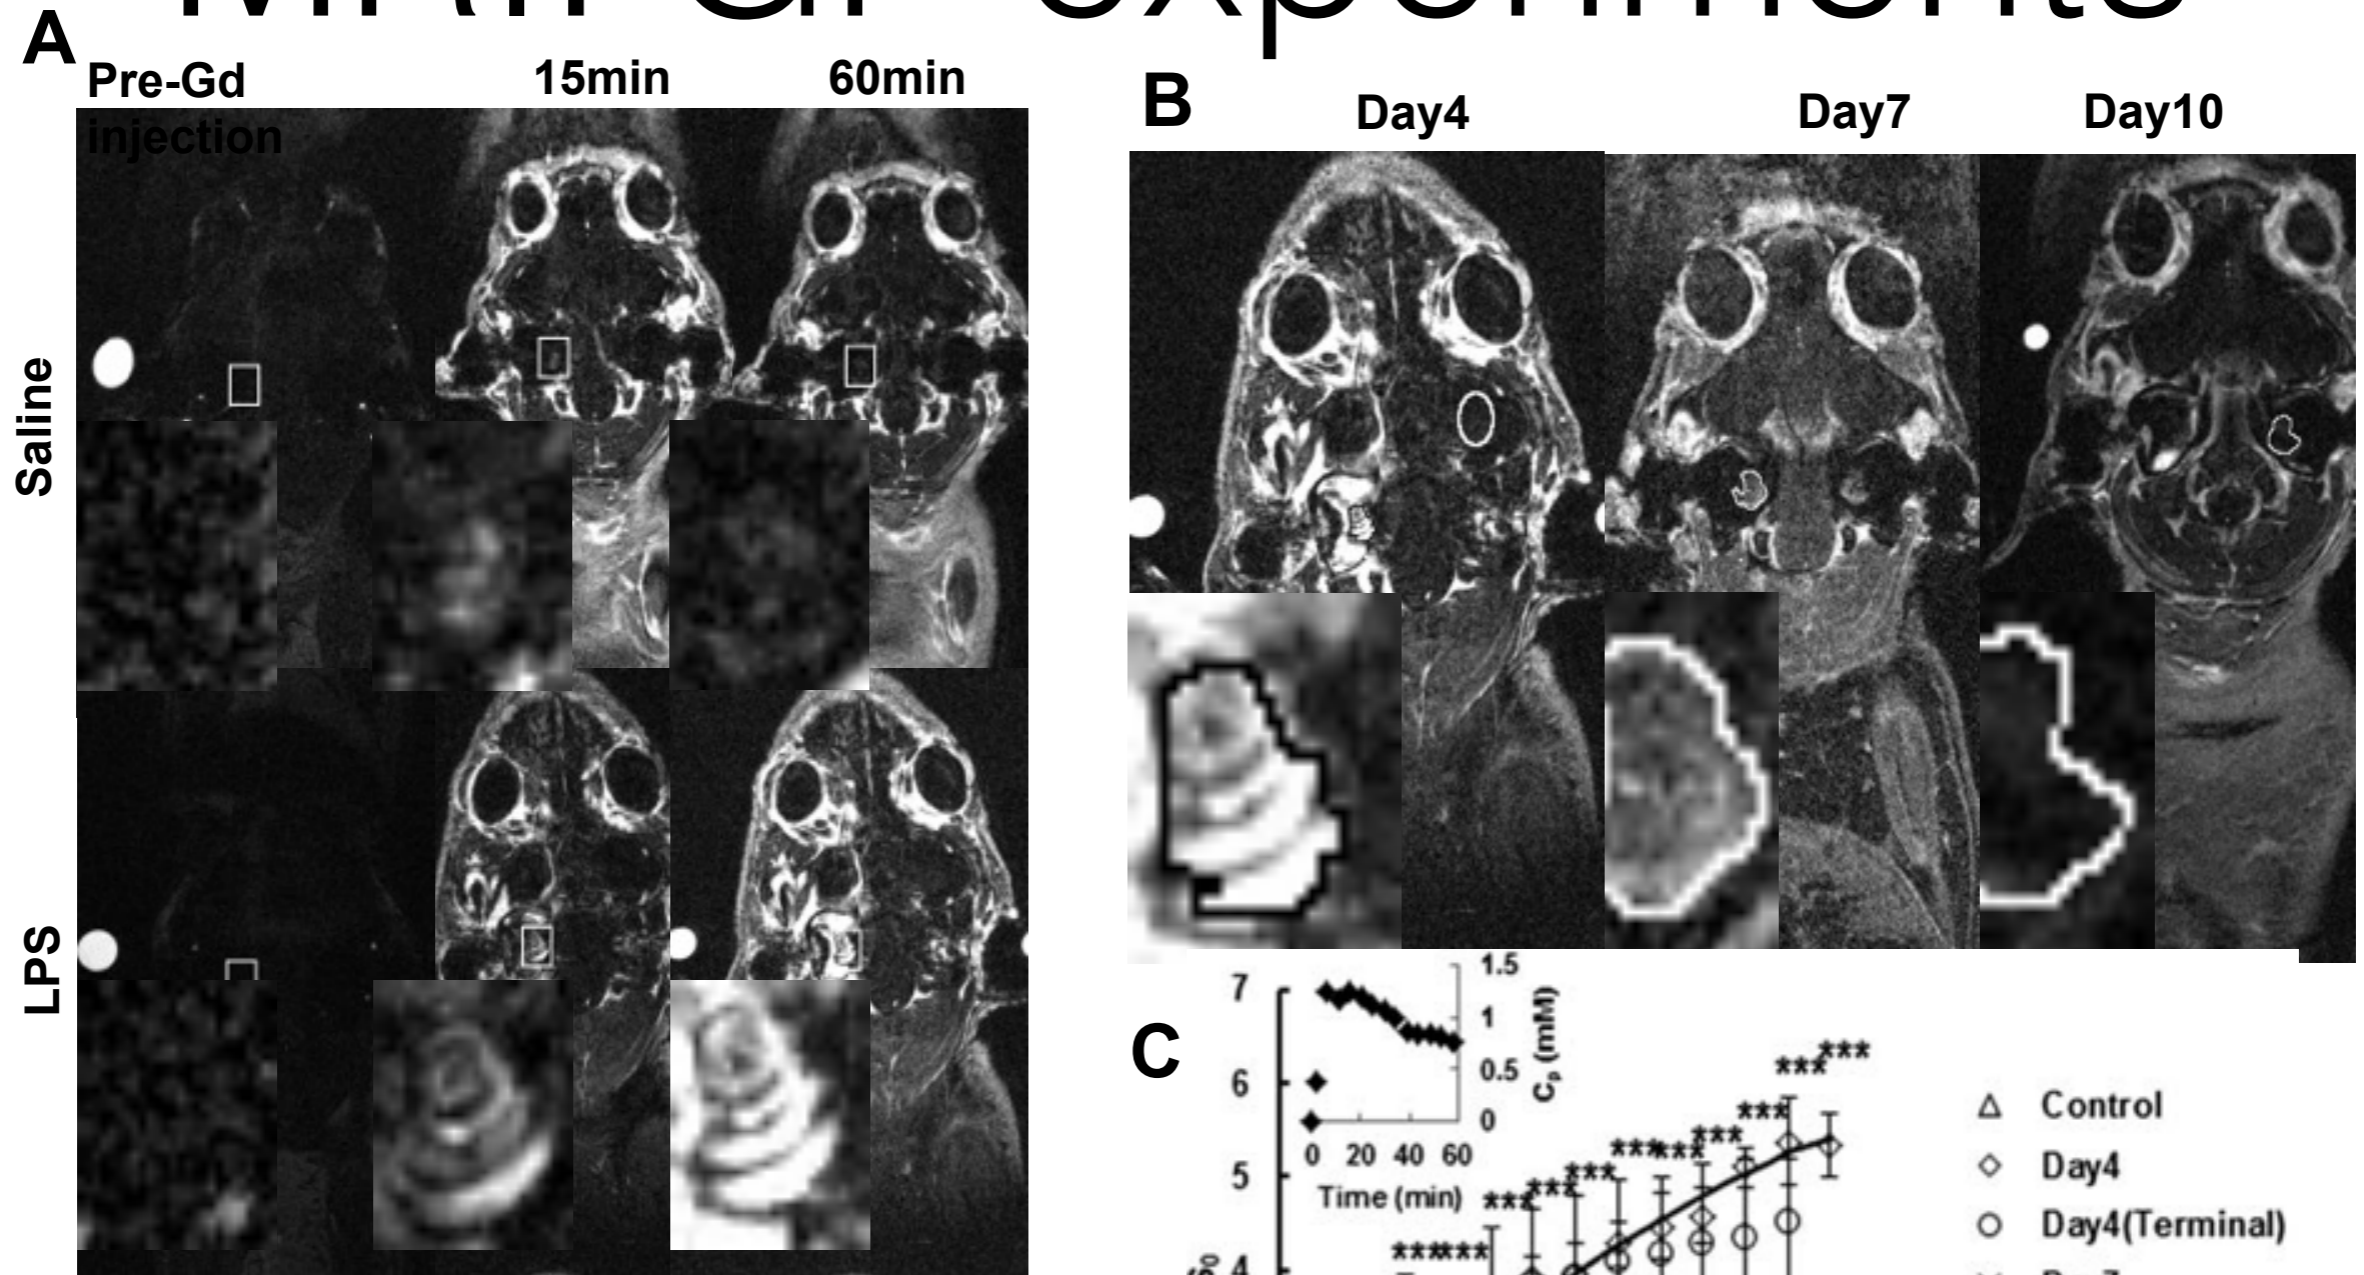 A
Pre-Gd
injection
15min
60min
Saline
LPS
B
Day4
Day7
Day10
C
7
6
5
4
1.5
1
0.5
0
Cp (mM)
0 20 40 60
Time (min)
***
***
***
***
***
***
***
***
***
***
***
Control
Day4
Day4(Terminal)